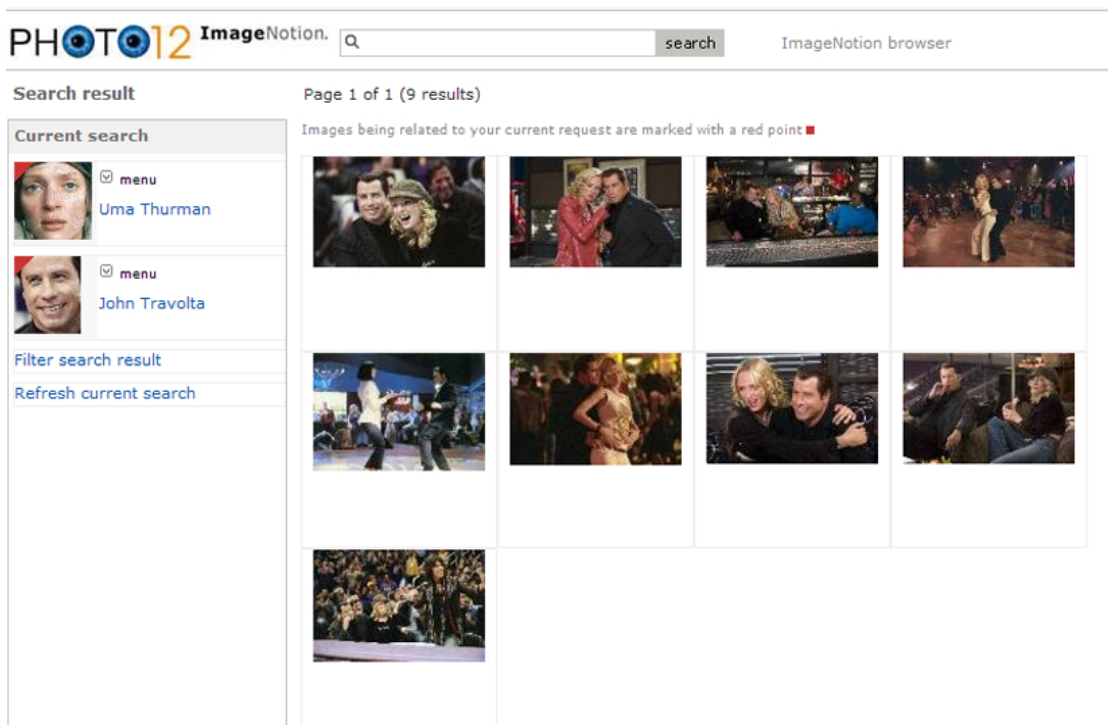 PHOTO12 ImageNotion.
search
ImageNotion browser
Search result
Page 1 of 1 (9 results)
Current search
Images being related to your current request are marked with a red point
menu
Uma Thurman
menu
John Travolta
Filter search result
Refresh current search